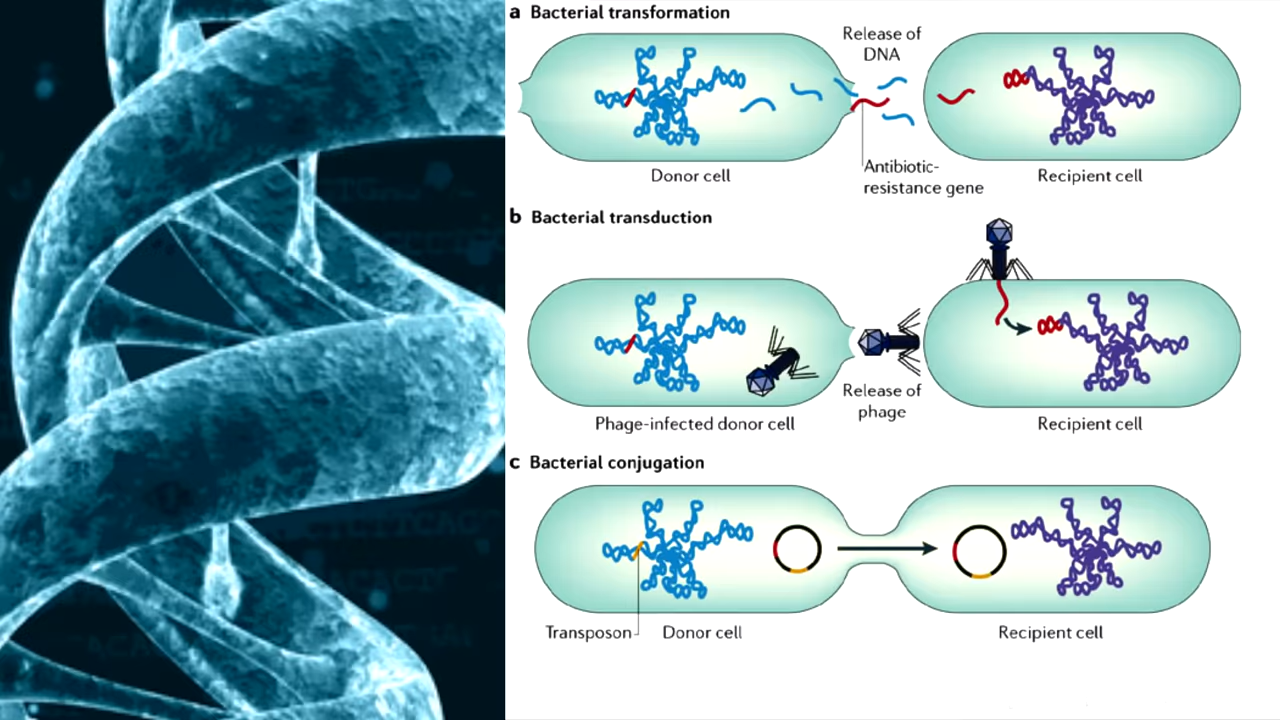 a Bacterial transformation
Release of
DNA
Antibiotic-
resistance gene
Donor cell
Recipient cell
b Bacterial transduction
Release of
phage
Phage-infected donor cell
Recipient cell
c Bacterial conjugation
Transposon
Donor cell
Recipient cell